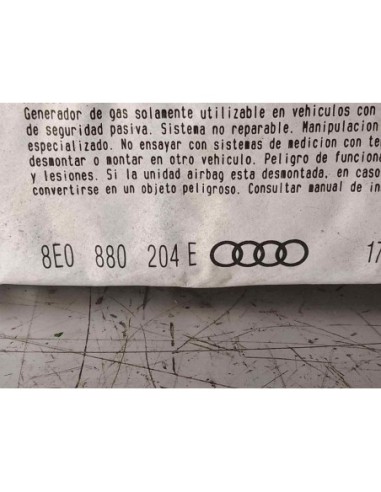 Generador de gas solamente utilizable en vehiculos con
de seguridad pasiva. Sistema no reparable. Manipulacion
especializado. No ensayar con sistemas de medicion con
desmontar o montar en otro vehiculo. Peligro de
y lesiones. Si la unidad airbag esta desmontada, en caso
convertirse en un objeto peligroso. Consultar manual de
8E0 880 204 E 17